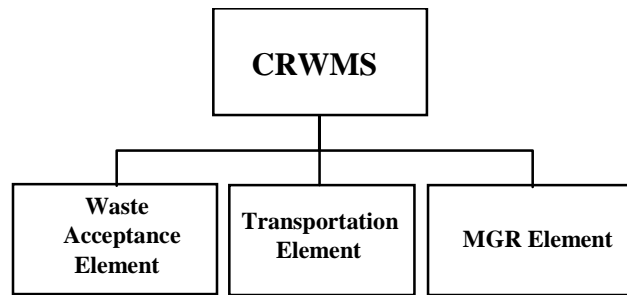 CRWMS
Waste
Acceptance
Element
Transportation
Element
MGR Element